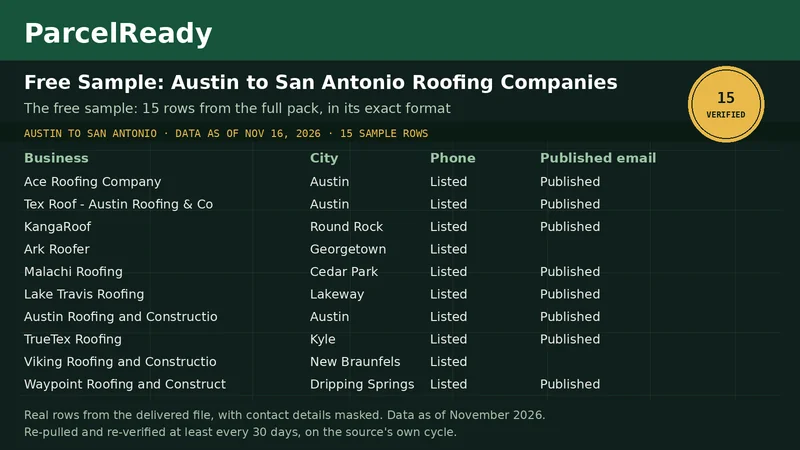 ParcelReady
Free Sample: Austin to San Antonio Roofing Companies
The free sample: 15 rows from the full pack, in its exact format
15
VERIFIED
AUSTIN TO SAN ANTONIO · DATA AS OF NOV 16, 2026 · 15 SAMPLE ROWS
Business City Phone Published email
Ace Roofing Company Austin Listed Published
Tex Roof - Austin Roofing & Co Austin Listed Published
KangaRoof Round Rock Listed Published
Ark Roofer Georgetown Listed
Malachi Roofing Cedar Park Listed Published
Lake Travis Roofing Lakeway Listed Published
Austin Roofing and Constructio Austin Listed Published
TrueTex Roofing Kyle Listed Published
Viking Roofing and Constructio New Braunfels Listed
Waypoint Roofing and Construct Dripping Springs Listed Published
Real rows from the delivered file, with contact details masked. Data as of November 2026.
Re-pulled and re-verified at least every 30 days, on the source's own cycle.